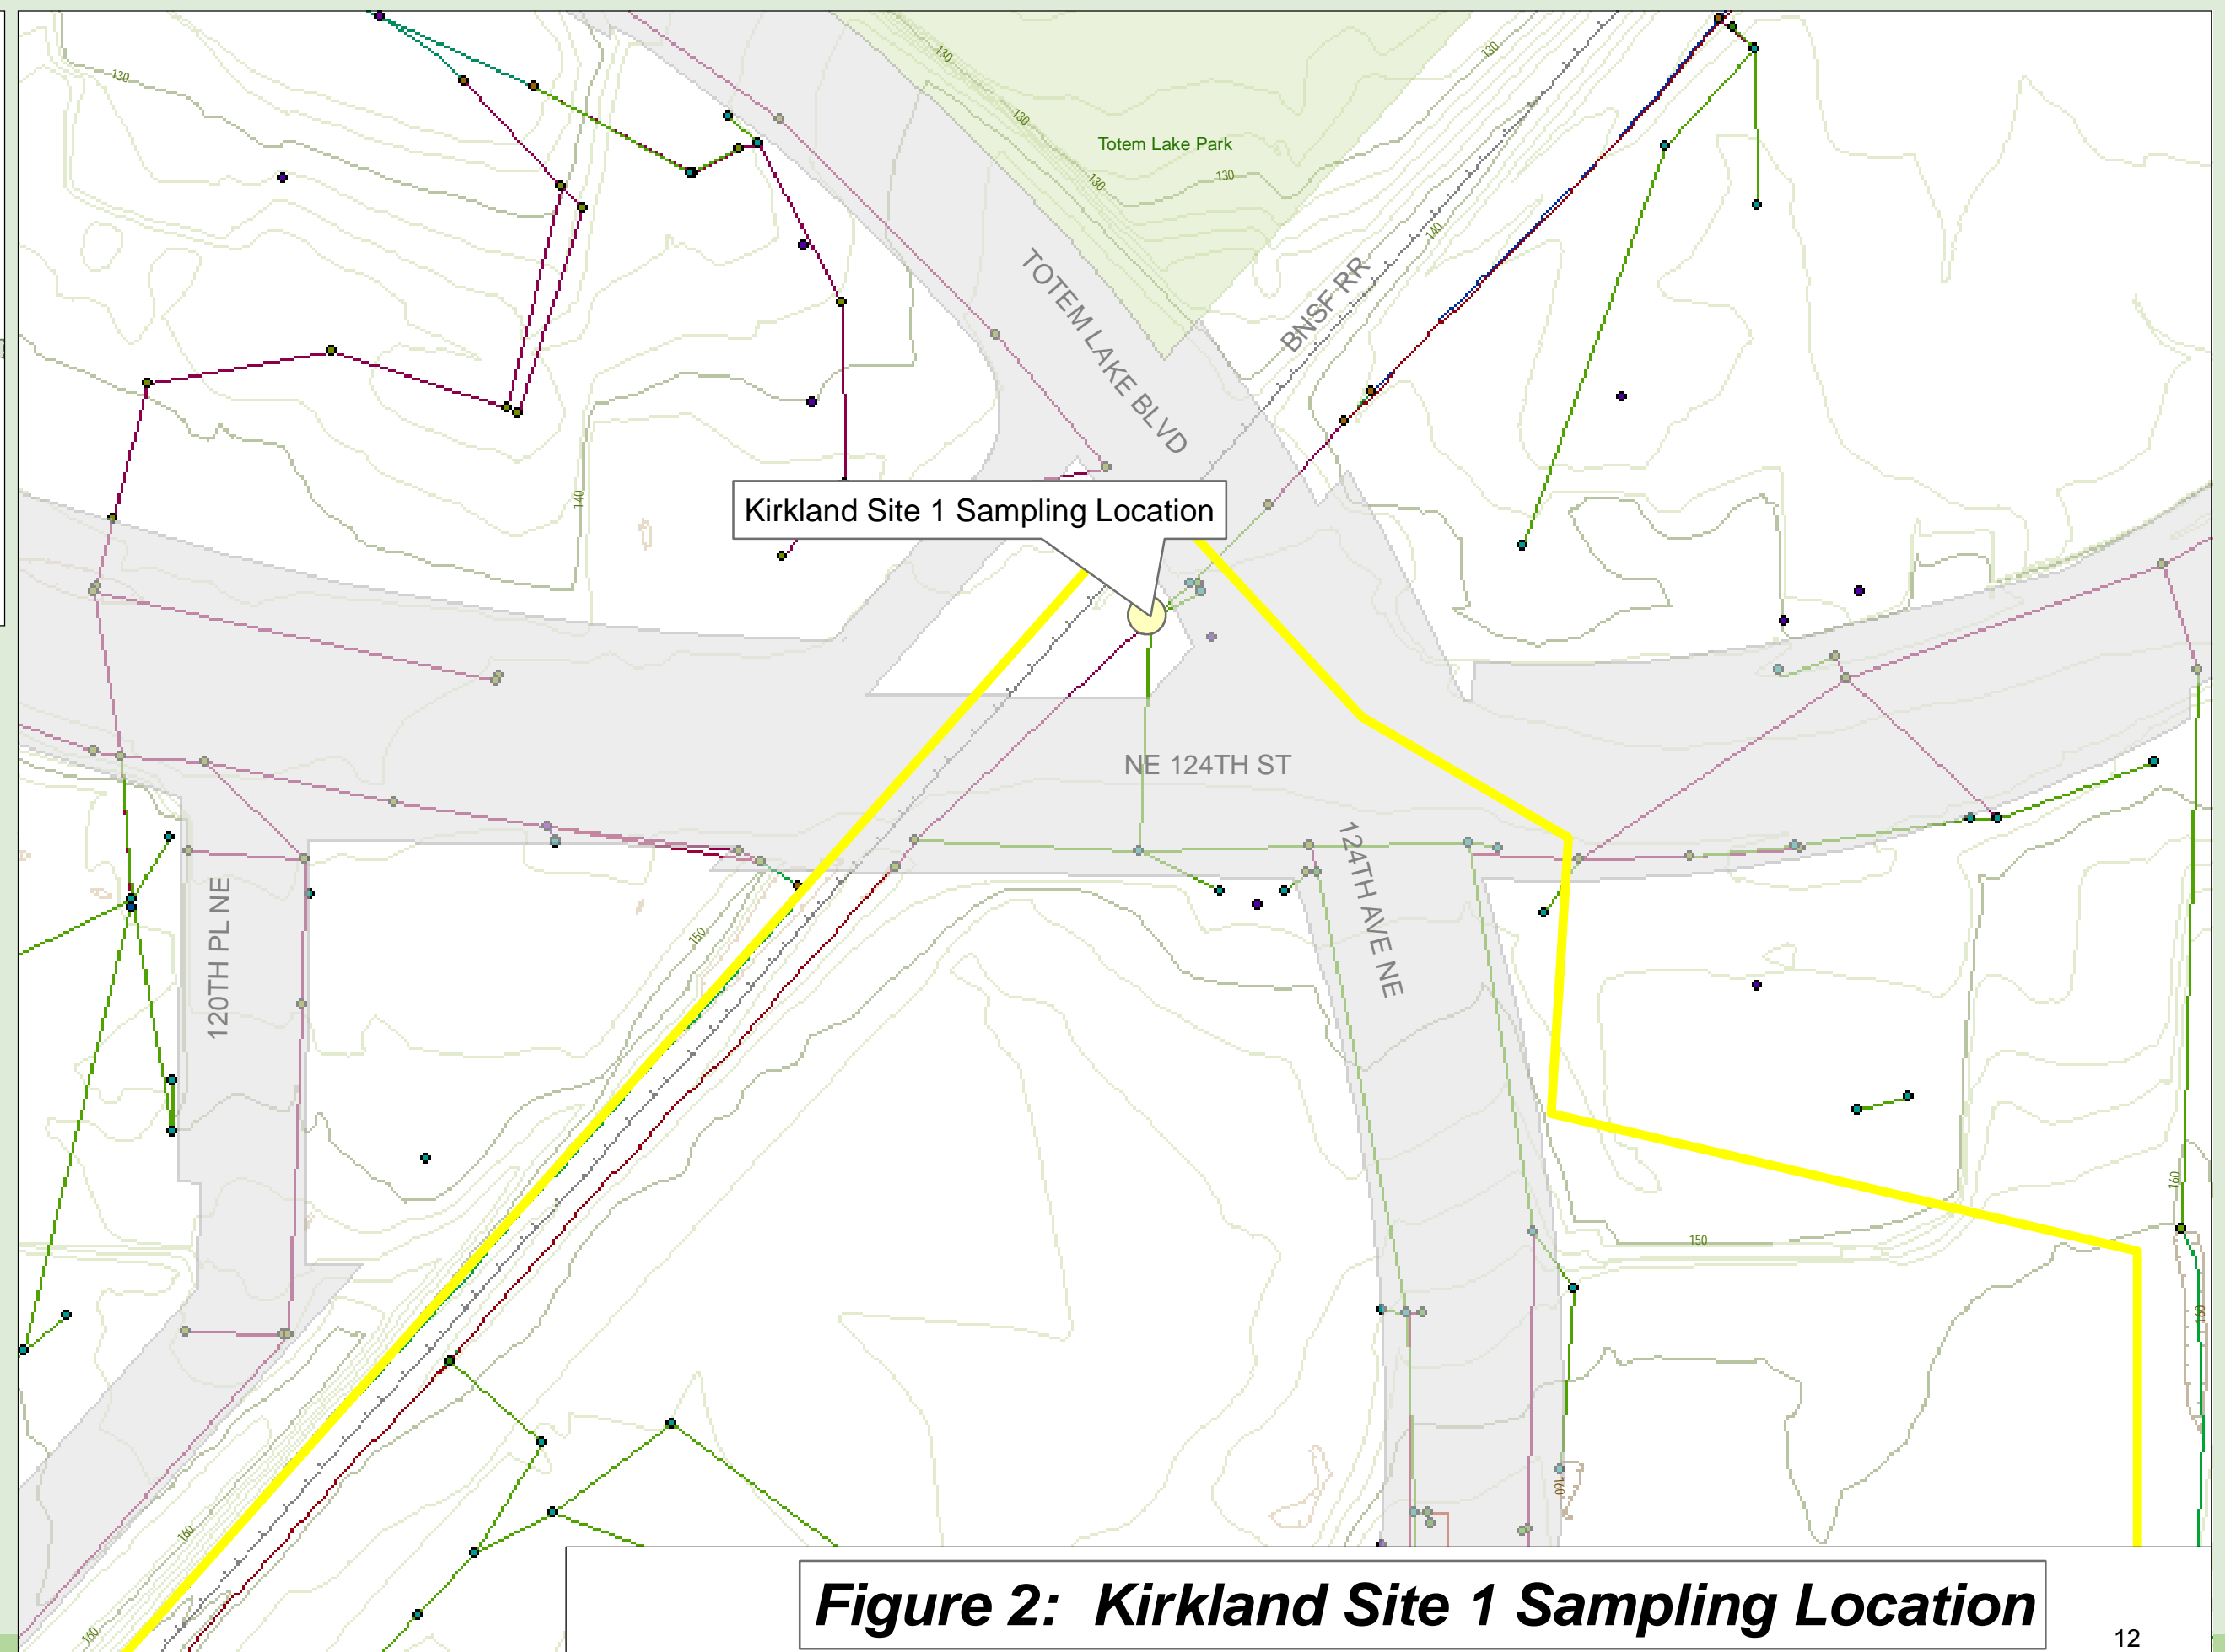 130
130
130
130
Totem Lake Park
130
130
140
TOTEM LAKE BLVD
BNSF RR
140
Kirkland Site 1 Sampling Location
NE 124TH ST
124TH AVE NE
120TH PL NE
150
160
150
160
160
160
160
Figure 2: Kirkland Site 1 Sampling Location
12